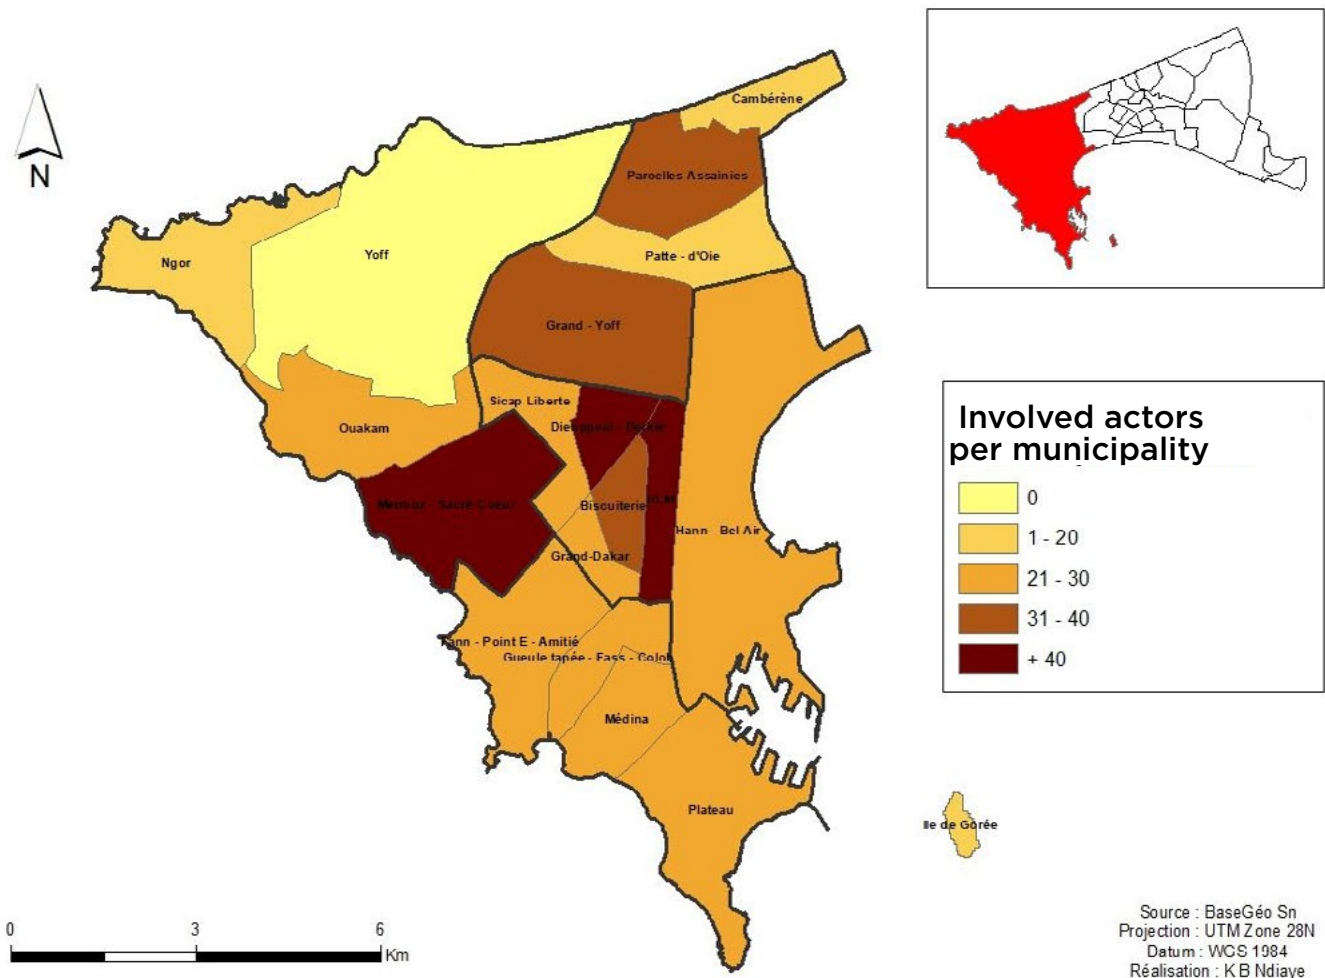 Cambérène
Parcelles Assainies
Patte - d'Oie
Yoff
Ngor
Grand - Yoff
Sicap Liberte
Ouakam
Mermoz - Sacré Coeur
Biscuiterie
Hann - Bel Air
Grand-Dakar
Fann - Point E - Amitié
Gueule tapée - Fass - Colob
Médina
Plateau
Ile de Gorée
N
Involved actors
per municipality
0
1 - 20
21 - 30
31 - 40
+ 40
0 3 6
Km
Source : BaseGéo Sn
Projection : UTM Zone 28N
Datum : WGS 1984
Réalisation : K B Ndiaye